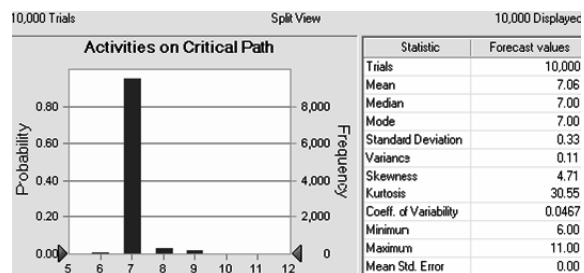 10,000 Trials Split View 10,000 Displayed
Activities on Critical Path
Probability
0.80
0.60
0.40
0.20
0.00
Frequency
8,000
6,000
4,000
2,000
0
5 6 7 8 9 10 11 12
Statistic Forecast values
Trials 10,000
Mean 7.06
Median 7.00
Mode 7.00
Standard Deviation 0.33
Variance 0.11
Skewness 4.71
Kurtosis 30.55
Coeff. of Variability 0.0467
Minimum 6.00
Maximum 11.00
Mean Std. Error 0.00